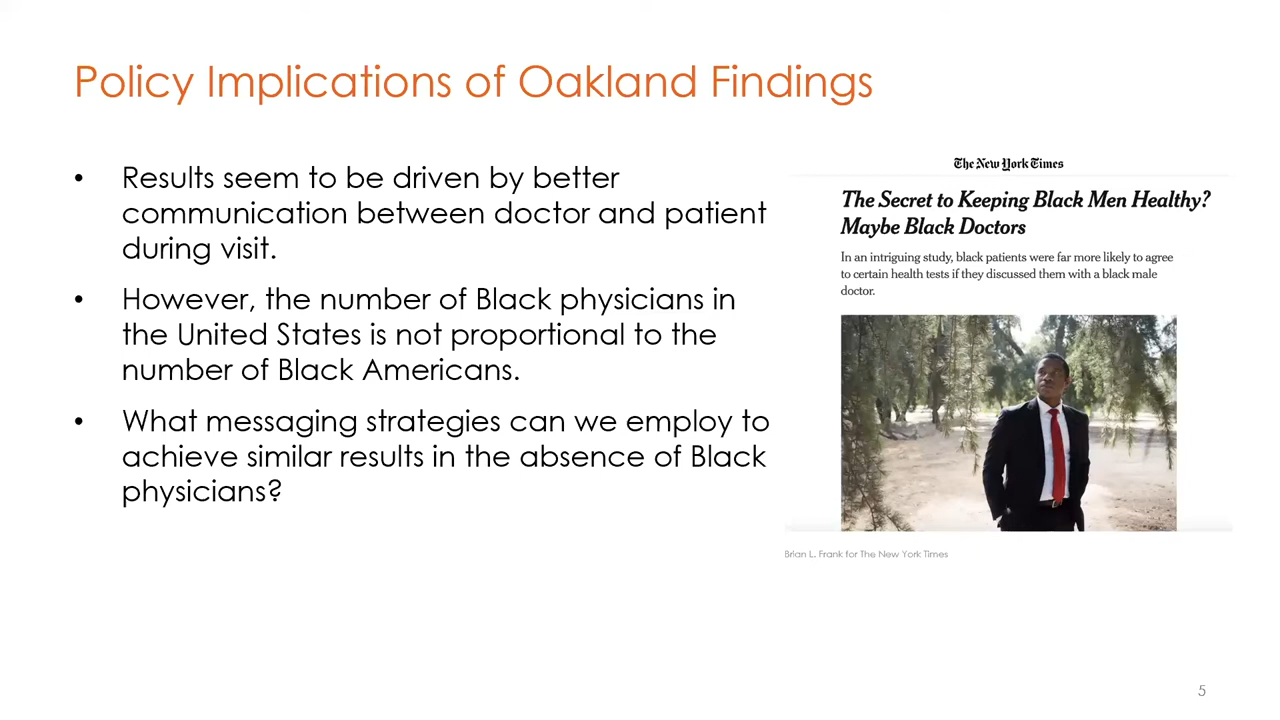 Policy Implications of Oakland Findings
• Results seem to be driven by better
communication between doctor and patient
during visit.
• However, the number of Black physicians in
the United States is not proportional to the
number of Black Americans.
• What messaging strategies can we employ to
achieve similar results in the absence of Black
physicians?
The New York Times
The Secret to Keeping Black Men Healthy?
Maybe Black Doctors
In an intriguing study, black patients were far more likely to agree
to certain health tests if they discussed them with a black male
doctor.
Brian L. Frank for The New York Times
5